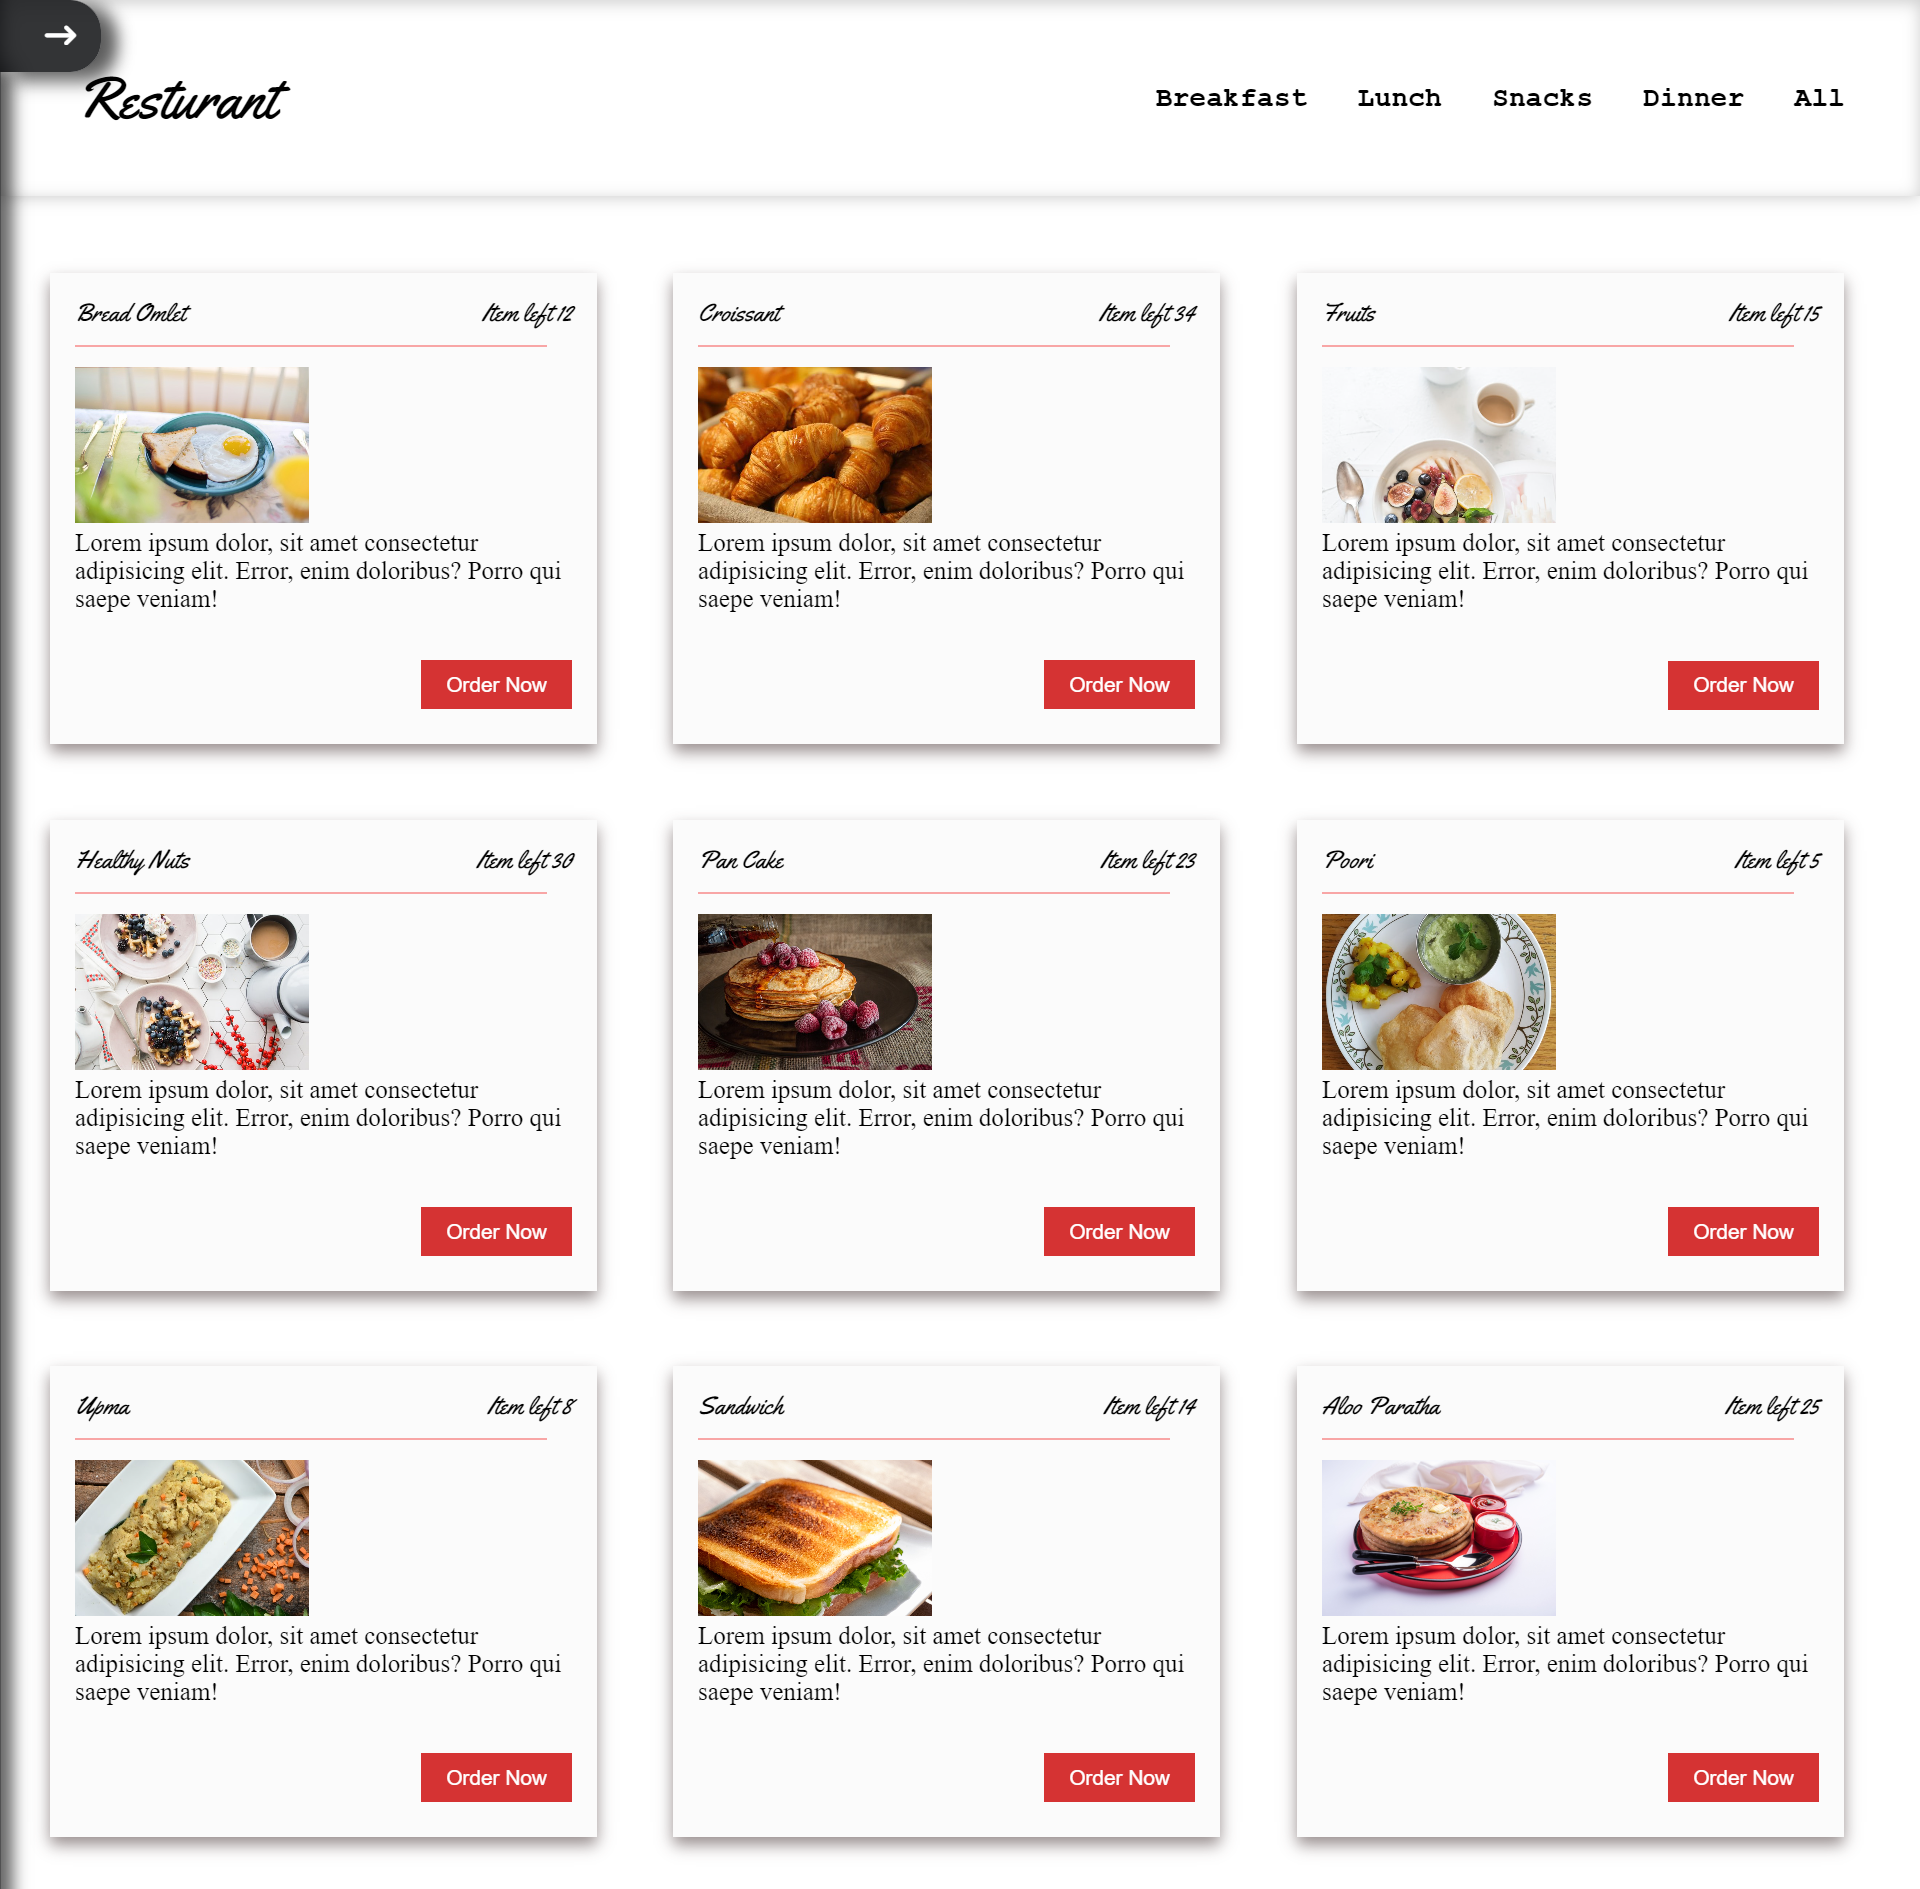 Resturant
Breakfast Lunch Snacks Dinner All
Bread Omlet Item left 12
Lorem ipsum dolor, sit amet consectetur
adipisicing elit. Error, enim doloribus? Porro qui
saepe veniam!
Order Now
Croissant Item left 34
Lorem ipsum dolor, sit amet consectetur
adipisicing elit. Error, enim doloribus? Porro qui
saepe veniam!
Order Now
Fruits Item left 15
Lorem ipsum dolor, sit amet consectetur
adipisicing elit. Error, enim doloribus? Porro qui
saepe veniam!
Order Now
Healthy Nuts Item left 30
Lorem ipsum dolor, sit amet consectetur
adipisicing elit. Error, enim doloribus? Porro qui
saepe veniam!
Order Now
Pan Cake Item left 23
Lorem ipsum dolor, sit amet consectetur
adipisicing elit. Error, enim doloribus? Porro qui
saepe veniam!
Order Now
Poori Item left 5
Lorem ipsum dolor, sit amet consectetur
adipisicing elit. Error, enim doloribus? Porro qui
saepe veniam!
Order Now
Upma Item left 8
Lorem ipsum dolor, sit amet consectetur
adipisicing elit. Error, enim doloribus? Porro qui
saepe veniam!
Order Now
Sandwich Item left 14
Lorem ipsum dolor, sit amet consectetur
adipisicing elit. Error, enim doloribus? Porro qui
saepe veniam!
Order Now
Aloo Paratha Item left 25
Lorem ipsum dolor, sit amet consectetur
adipisicing elit. Error, enim doloribus? Porro qui
saepe veniam!
Order Now